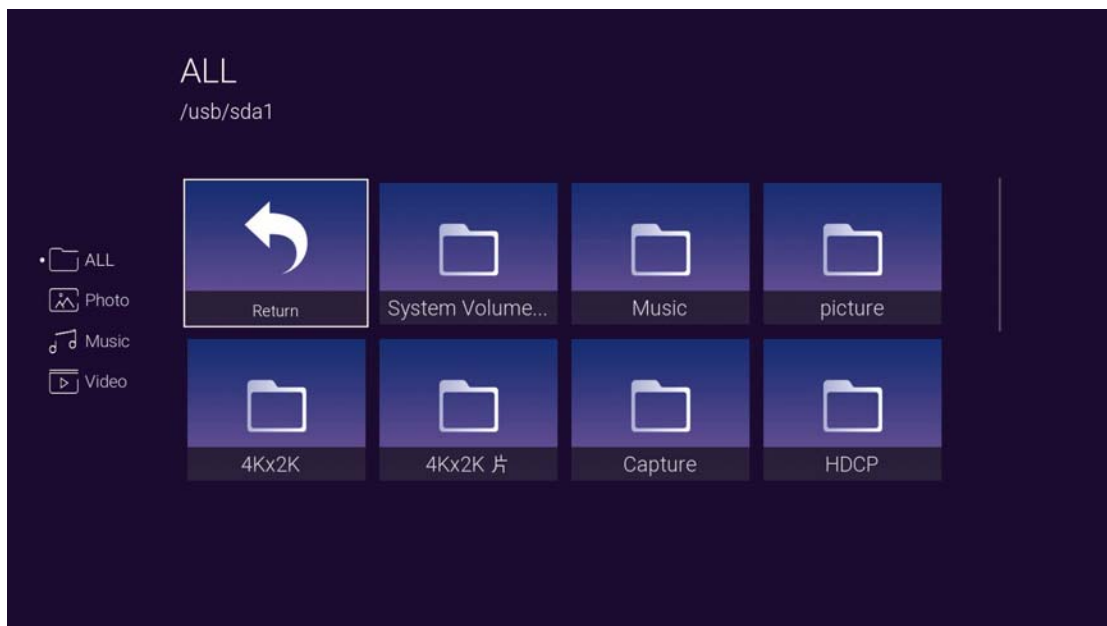 ALL
/usb/sda1
ALL
Photo
Music
Video
Return
System Volume...
Music
picture
4Kx2K
4Kx2K 片
Capture
HDCP